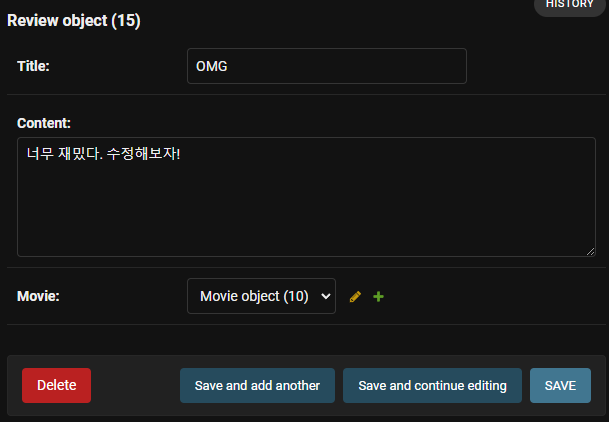 HISTORY
Review object (15)
Title: OMG
Content:
너무 재밌다. 수정해보자!
Movie: Movie object (10)
Delete Save and add another Save and continue editing SAVE